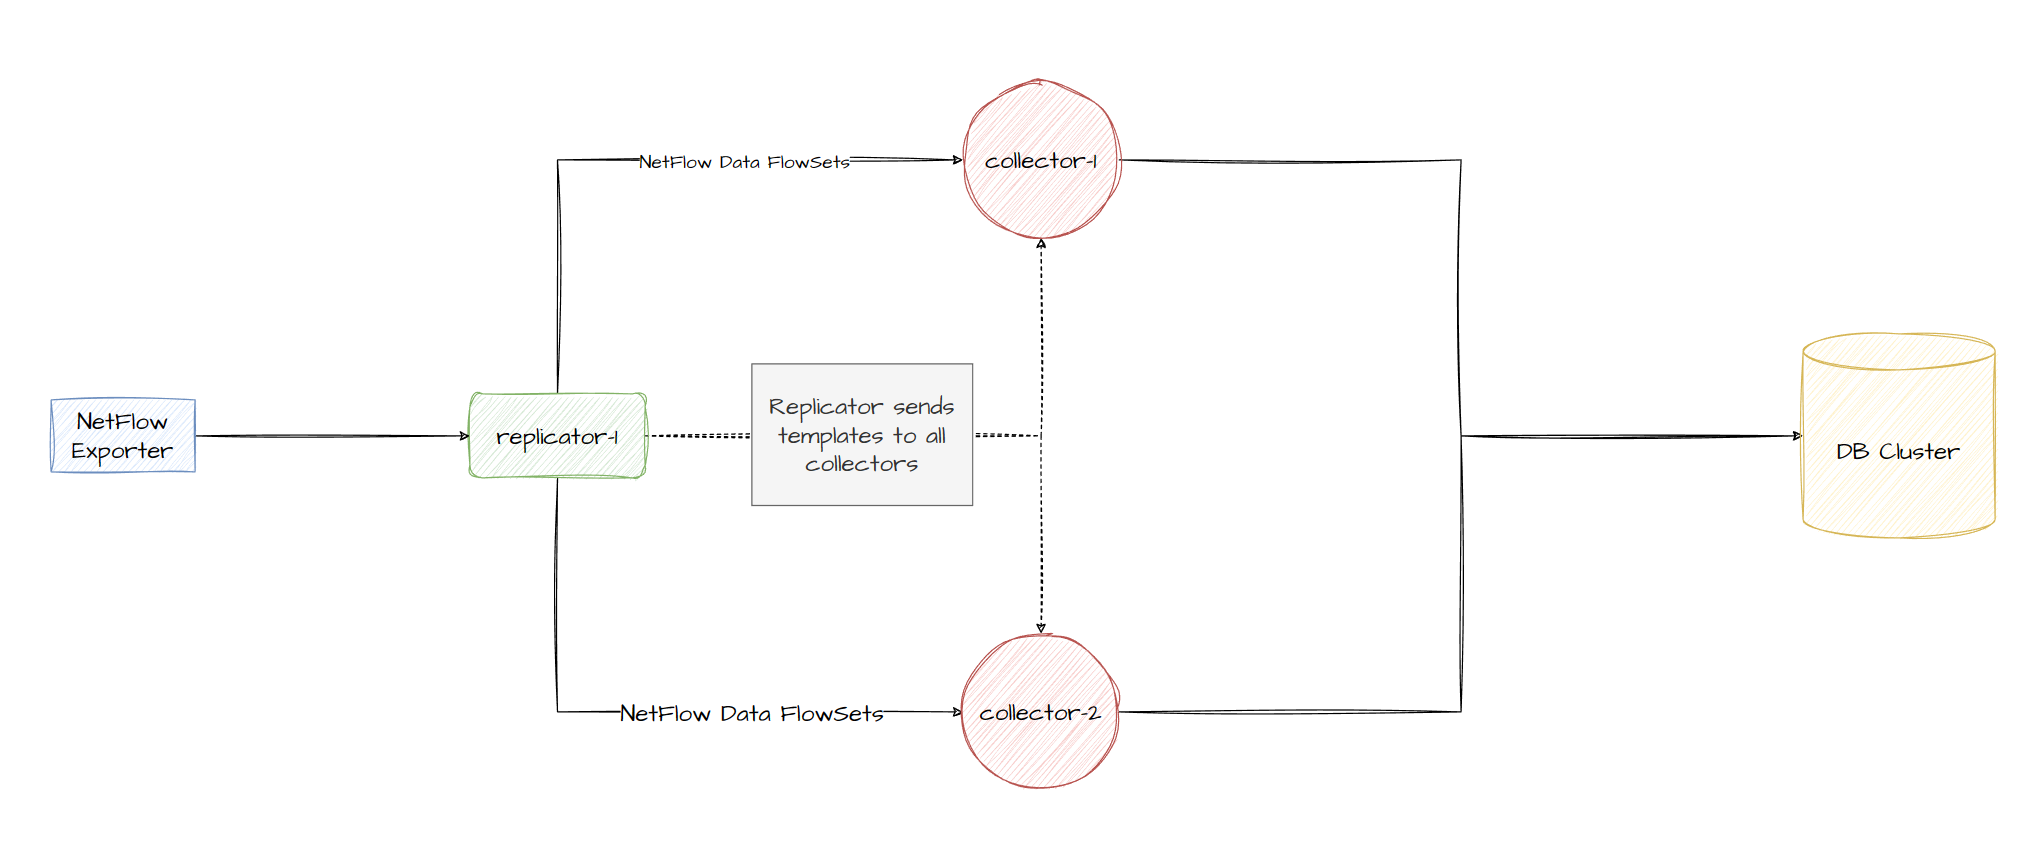 NetFlow Data FlowSets
collector-1
NetFlow
Exporter
replicator-1
Replicator sends
templates to all
collectors
DB Cluster
NetFlow Data FlowSets
collector-2